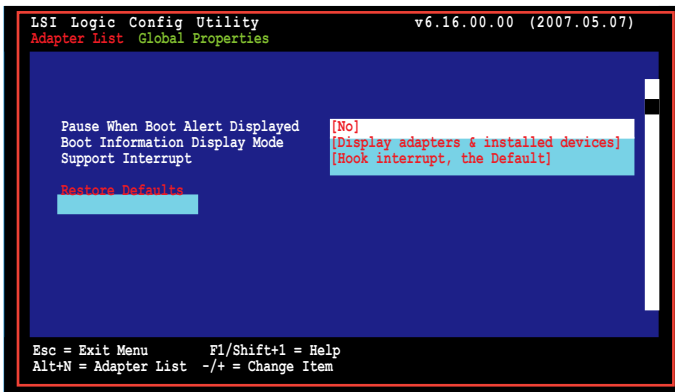 LSI Logic Config Utility v6.16.00.00 (2007.05.07)
Adapter List Global Properties
Pause When Boot Alert Displayed [No]
Boot Information Display Mode [Display adapters & installed devices]
Support Interrupt [Hook interrupt, the Default]
Restore Defaults
Esc = Exit Menu F1/Shift+1 = Help
Alt+N = Adapter List -/+ = Change Item